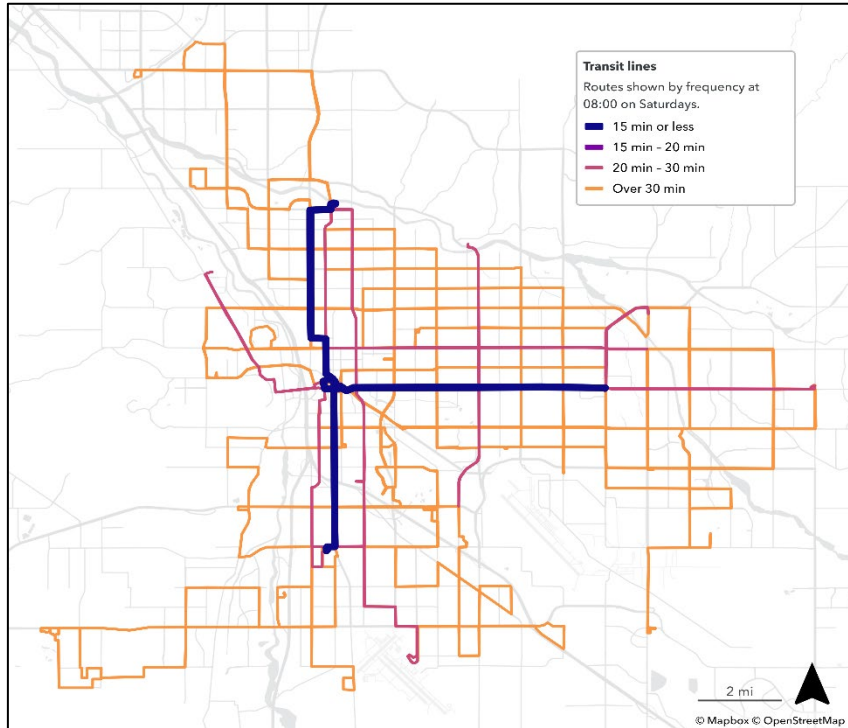 Transit lines
Routes shown by frequency at
08:00 on Saturdays.
15 min or less
15 min – 20 min
20 min – 30 min
Over 30 min
2 mi
© Mapbox © OpenStreetMap